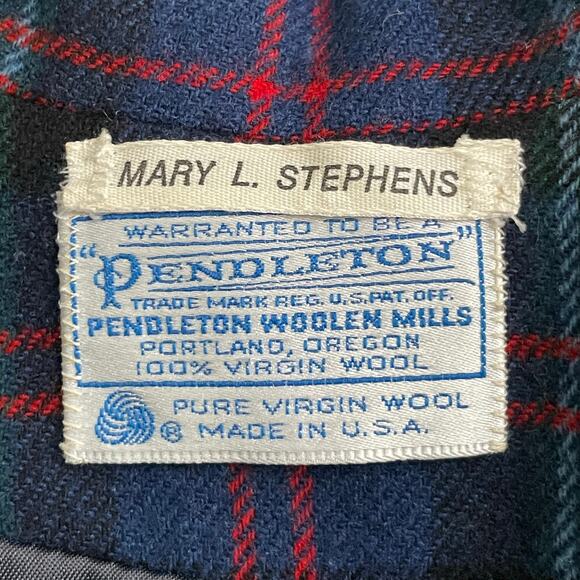 MARY L. STEPHENS
WARRANTED TO BE A
"PENDLETON"
TRADE MARK REG. U.S. PAT. OFF.
PENDLETON WOOLEN MILLS
PORTLAND, OREGON
100% VIRGIN WOOL
PURE VIRGIN WOOL
® MADE IN U.S.A.